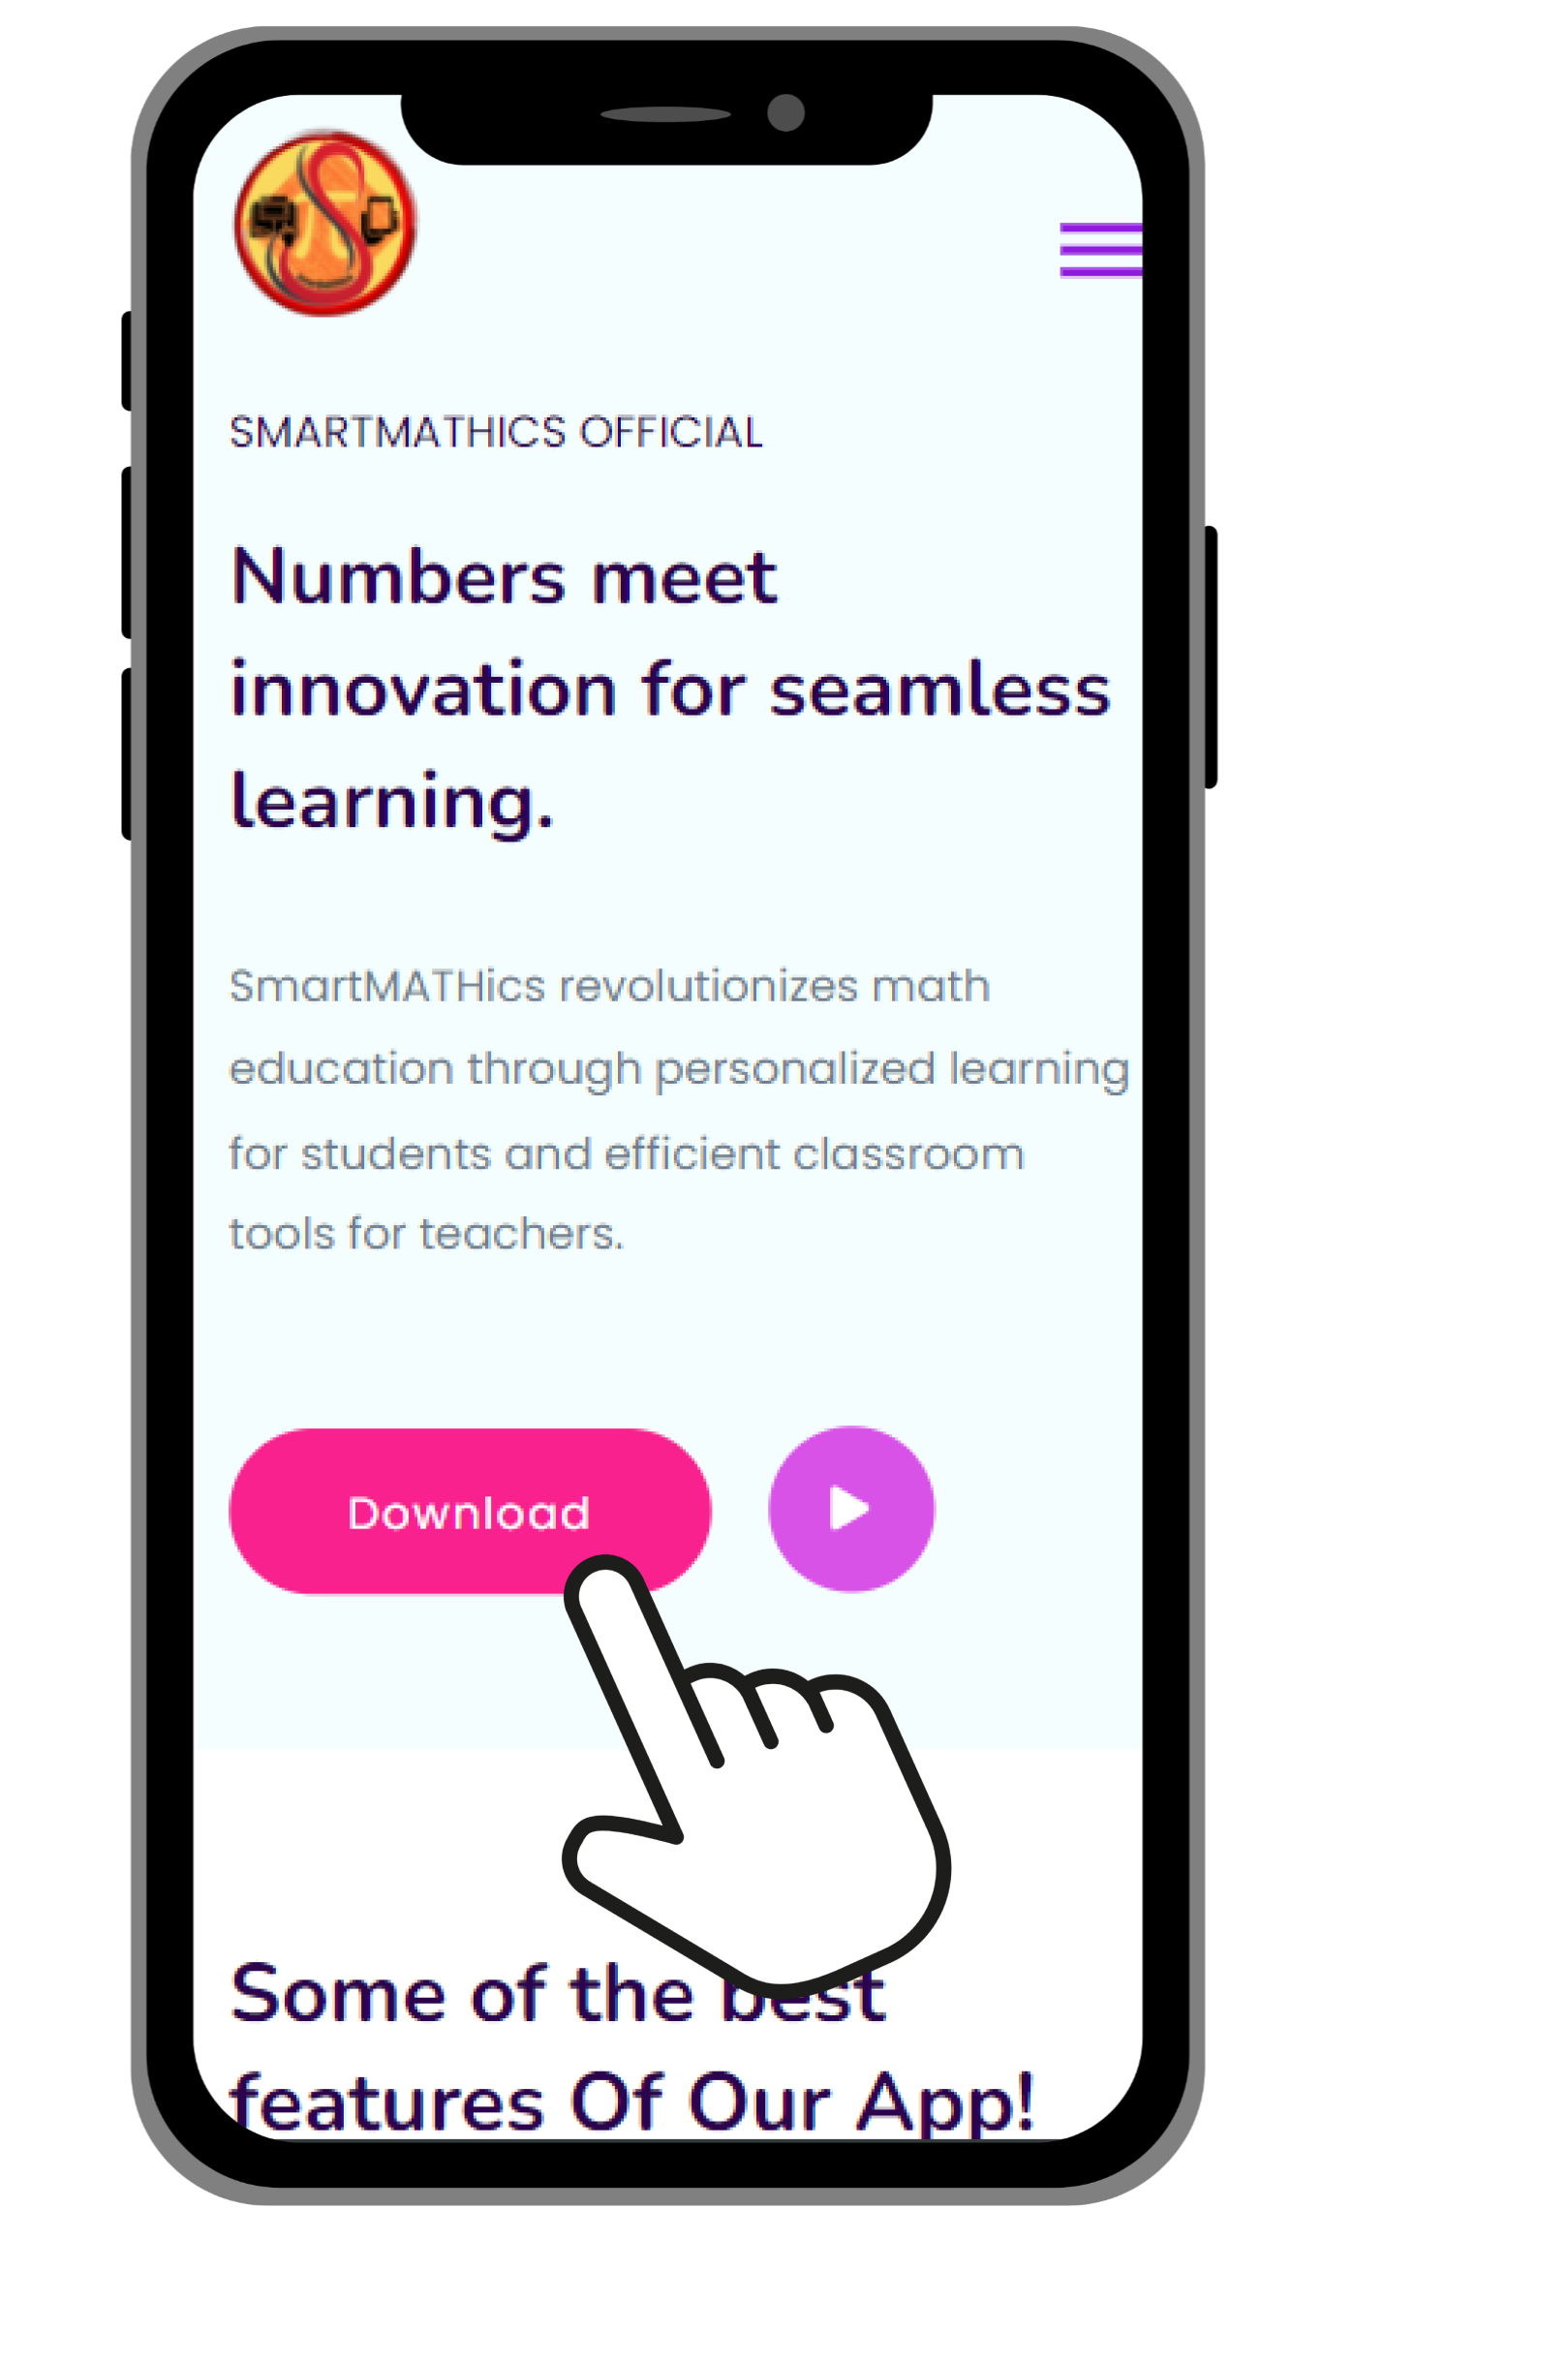 SMARTMATHICS OFFICIAL
Numbers meet
innovation for seamless
learning.
SmartMATHics revolutionizes math
education through personalized learning
for students and efficient classroom
tools for teachers.
Download
Some of the best
features Of Our App!